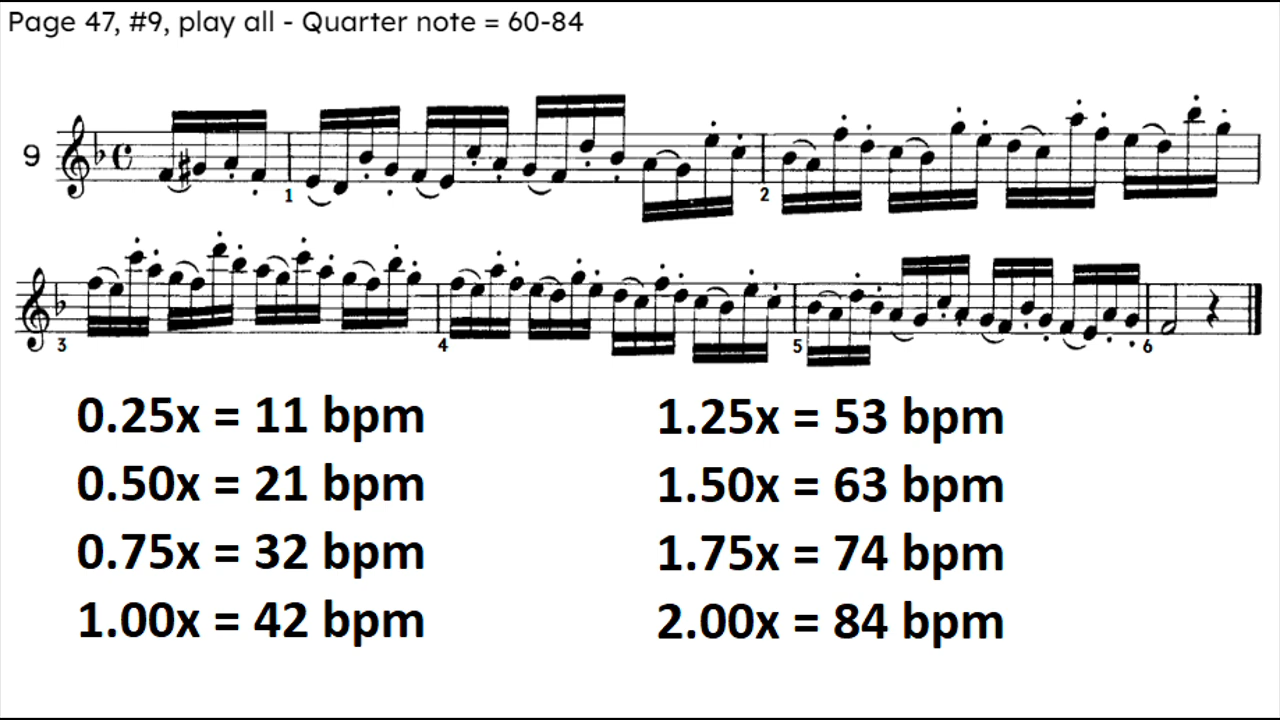 Page 47, #9, play all - Quarter note = 60-84
9
1
2
3
4
5
6
0.25x = 11 bpm
0.50x = 21 bpm
0.75x = 32 bpm
1.00x = 42 bpm
1.25x = 53 bpm
1.50x = 63 bpm
1.75x = 74 bpm
2.00x = 84 bpm